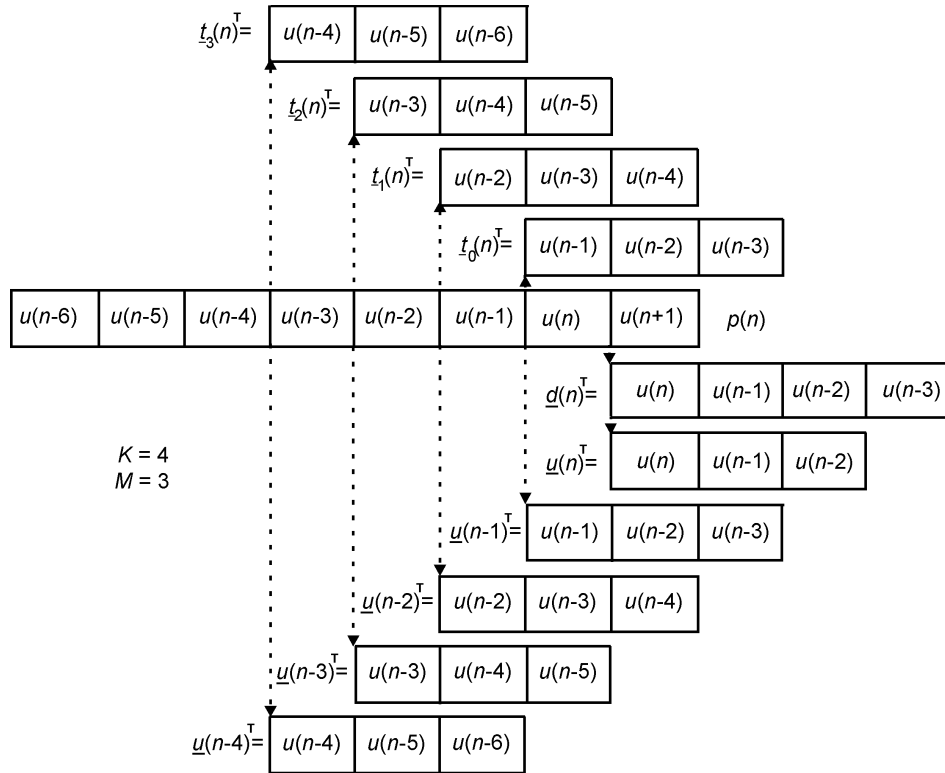 t₃(n)ᵀ= u(n-4) u(n-5) u(n-6)
t₂(n)ᵀ= u(n-3) u(n-4) u(n-5)
t₁(n)ᵀ= u(n-2) u(n-3) u(n-4)
t₀(n)ᵀ= u(n-1) u(n-2) u(n-3)
u(n-6) u(n-5) u(n-4) u(n-3) u(n-2) u(n-1) u(n) u(n+1) p(n)
d(n)ᵀ= u(n) u(n-1) u(n-2) u(n-3)
u(n)ᵀ= u(n) u(n-1) u(n-2)
K = 4
M = 3
u(n-1)ᵀ= u(n-1) u(n-2) u(n-3)
u(n-2)ᵀ= u(n-2) u(n-3) u(n-4)
u(n-3)ᵀ= u(n-3) u(n-4) u(n-5)
u(n-4)ᵀ= u(n-4) u(n-5) u(n-6)